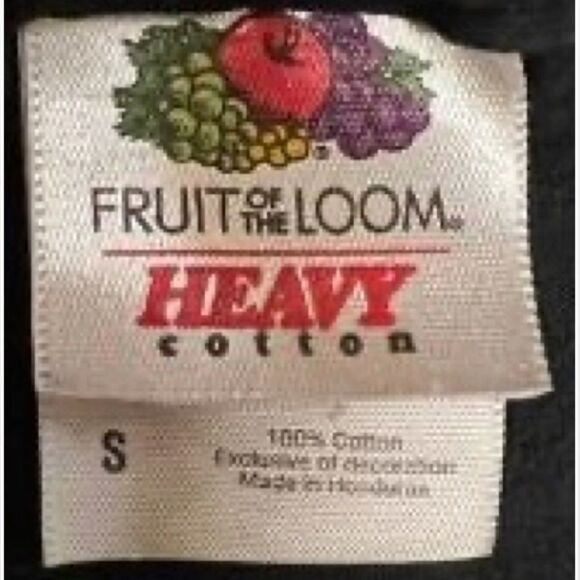 FRUIT OF THE LOOM®
HEAVY
cotton
S
100% Cotton
Exclusive of decoration
Made in Honduras